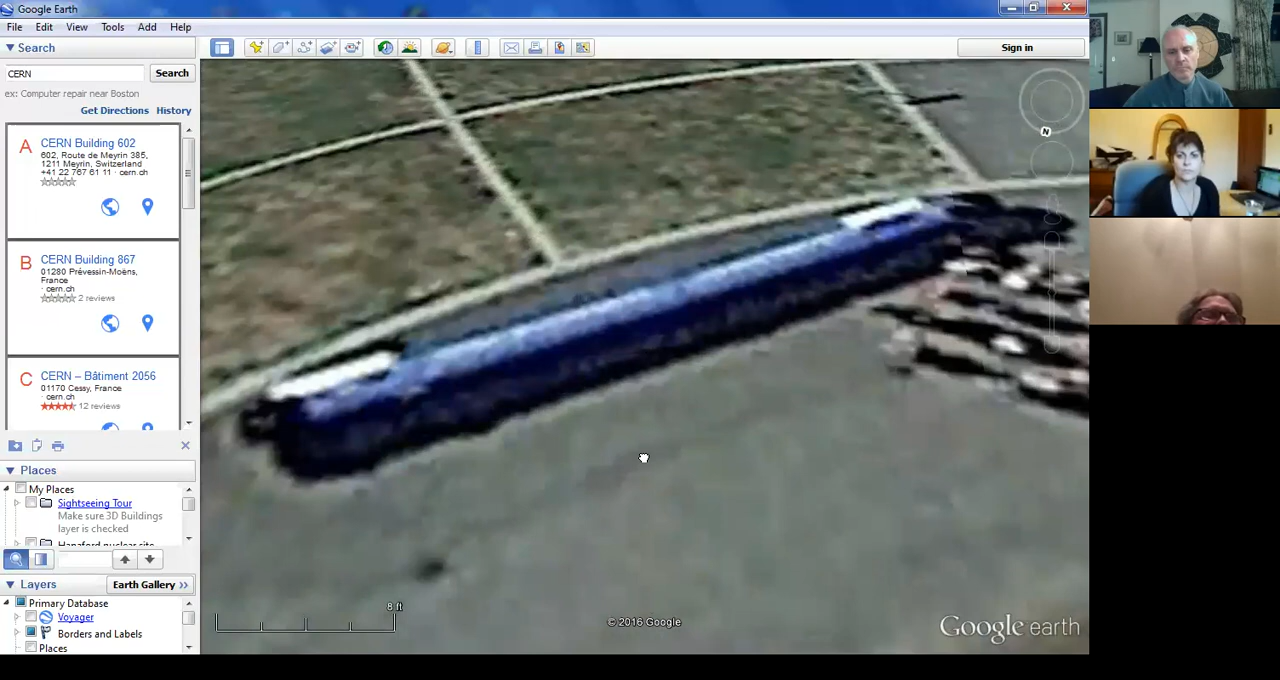 Google Earth
File Edit View Tools Add Help
Search
CERN
Search
ex: Computer repair near Boston
Get Directions History
A CERN Building 602
602, Route de Meyrin 385,
1211 Meyrin, Switzerland
+41 22 767 61 11 · cern.ch
B CERN Building 867
01280 Prévessin-Moëns,
France
· cern.ch
2 reviews
C CERN – Bâtiment 2056
01170 Cessy, France
· cern.ch
12 reviews
Places
My Places
Sightseeing Tour
Make sure 3D Buildings
layer is checked
Hanford nuclear site
Layers
Earth Gallery »
Primary Database
Voyager
Borders and Labels
Places
Sign in
N
8 ft
© 2016 Google
Google earth